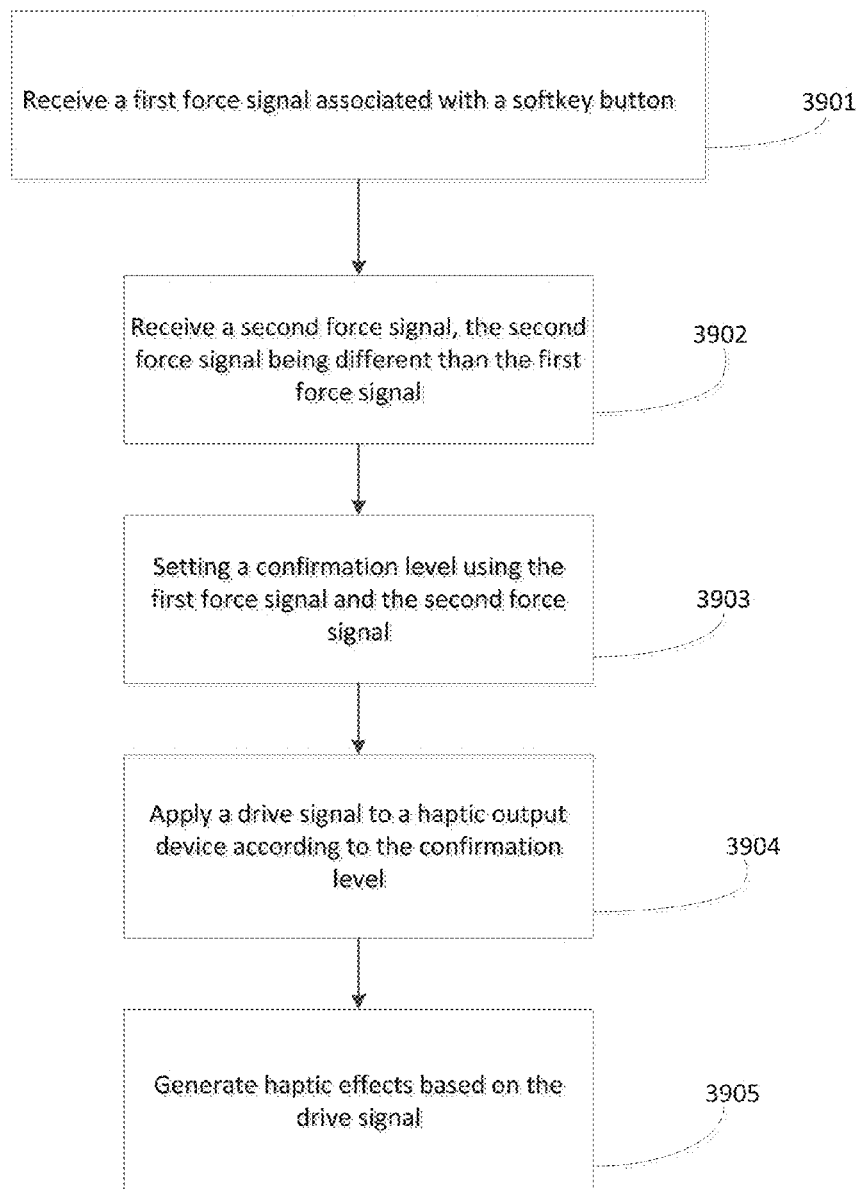 Receive a first force signal associated with a softkey button
3901
Receive a second force signal, the second
force signal being different than the first
force signal
3902
Setting a confirmation level using the
first force signal and the second force
signal
3903
Apply a drive signal to a haptic output
device according to the confirmation
level
3904
Generate haptic effects based on the
drive signal
3905